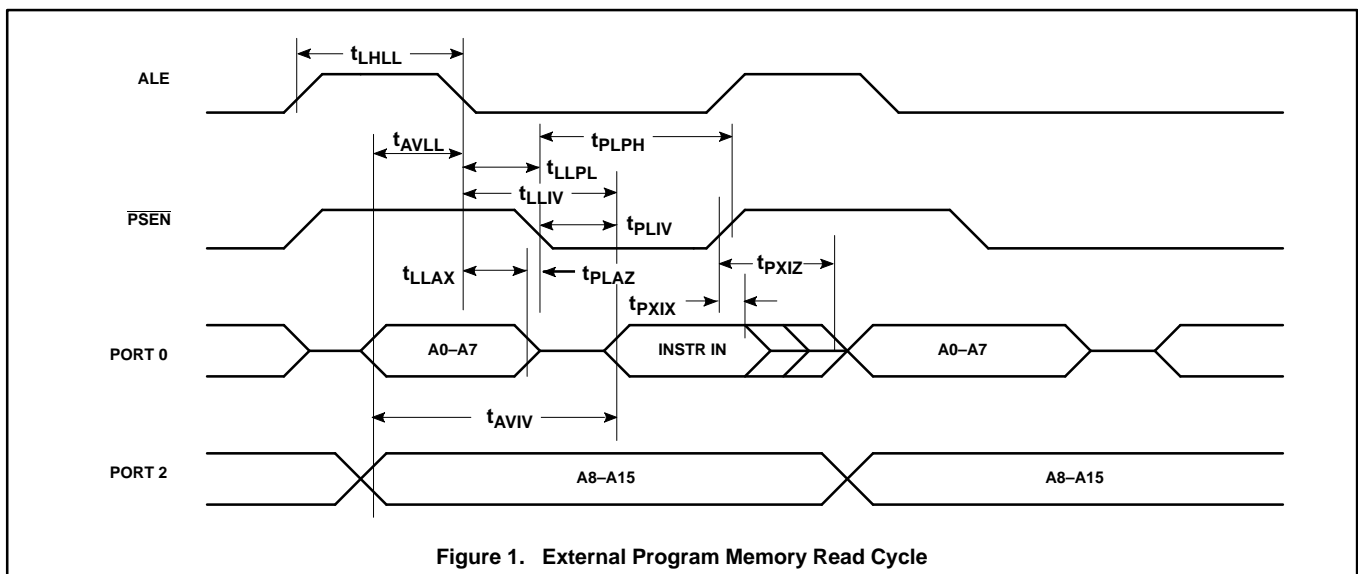 tLHLL
ALE
tAVLL
tPLPH
tLLPL
tLLIV
PSEN
tPLIV
tLLAX
tPLAZ
tPXIZ
tPXIX
PORT 0
A0–A7
INSTR IN
A0–A7
tAVIV
PORT 2
A8–A15
A8–A15
Figure 1. External Program Memory Read Cycle